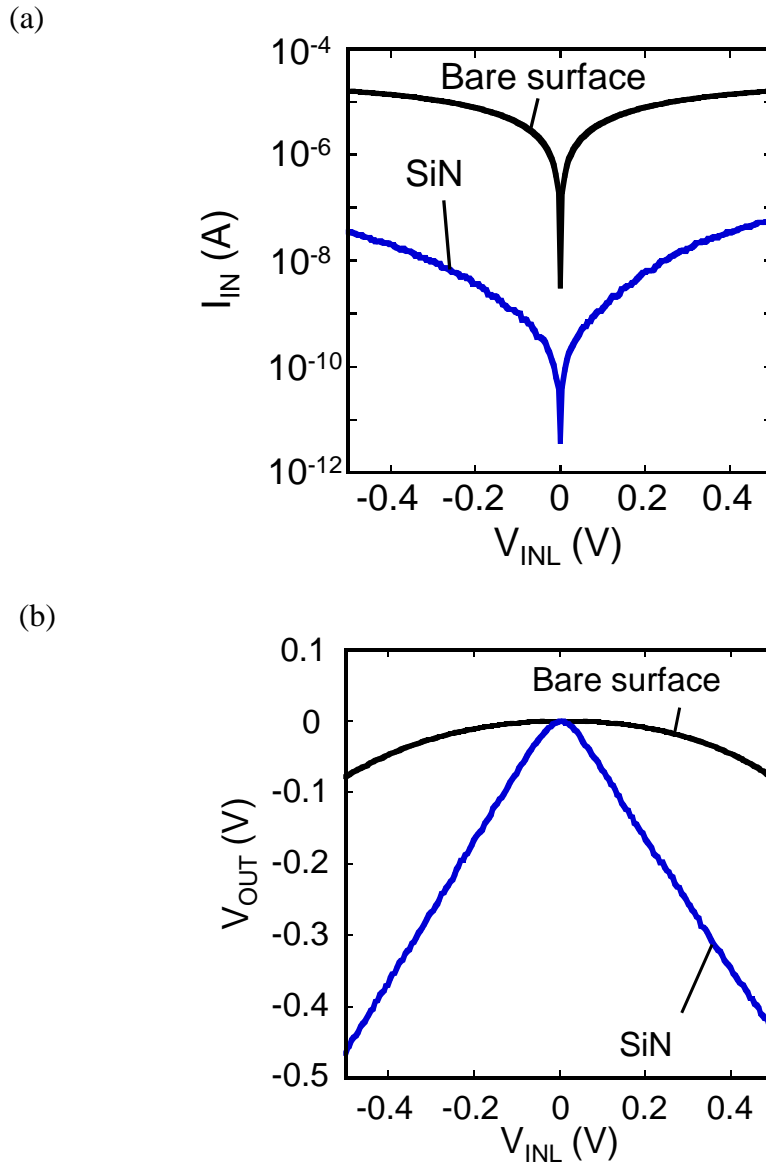 (a)
10⁻⁴
Bare surface
10⁻⁶
SiN
I_IN (A)
10⁻⁸
10⁻¹⁰
10⁻¹²
-0.4 -0.2 0 0.2 0.4
V_INL (V)
(b)
0.1
Bare surface
0
-0.1
V_OUT (V)
-0.2
-0.3
-0.4
SiN
-0.5
-0.4 -0.2 0 0.2 0.4
V_INL (V)